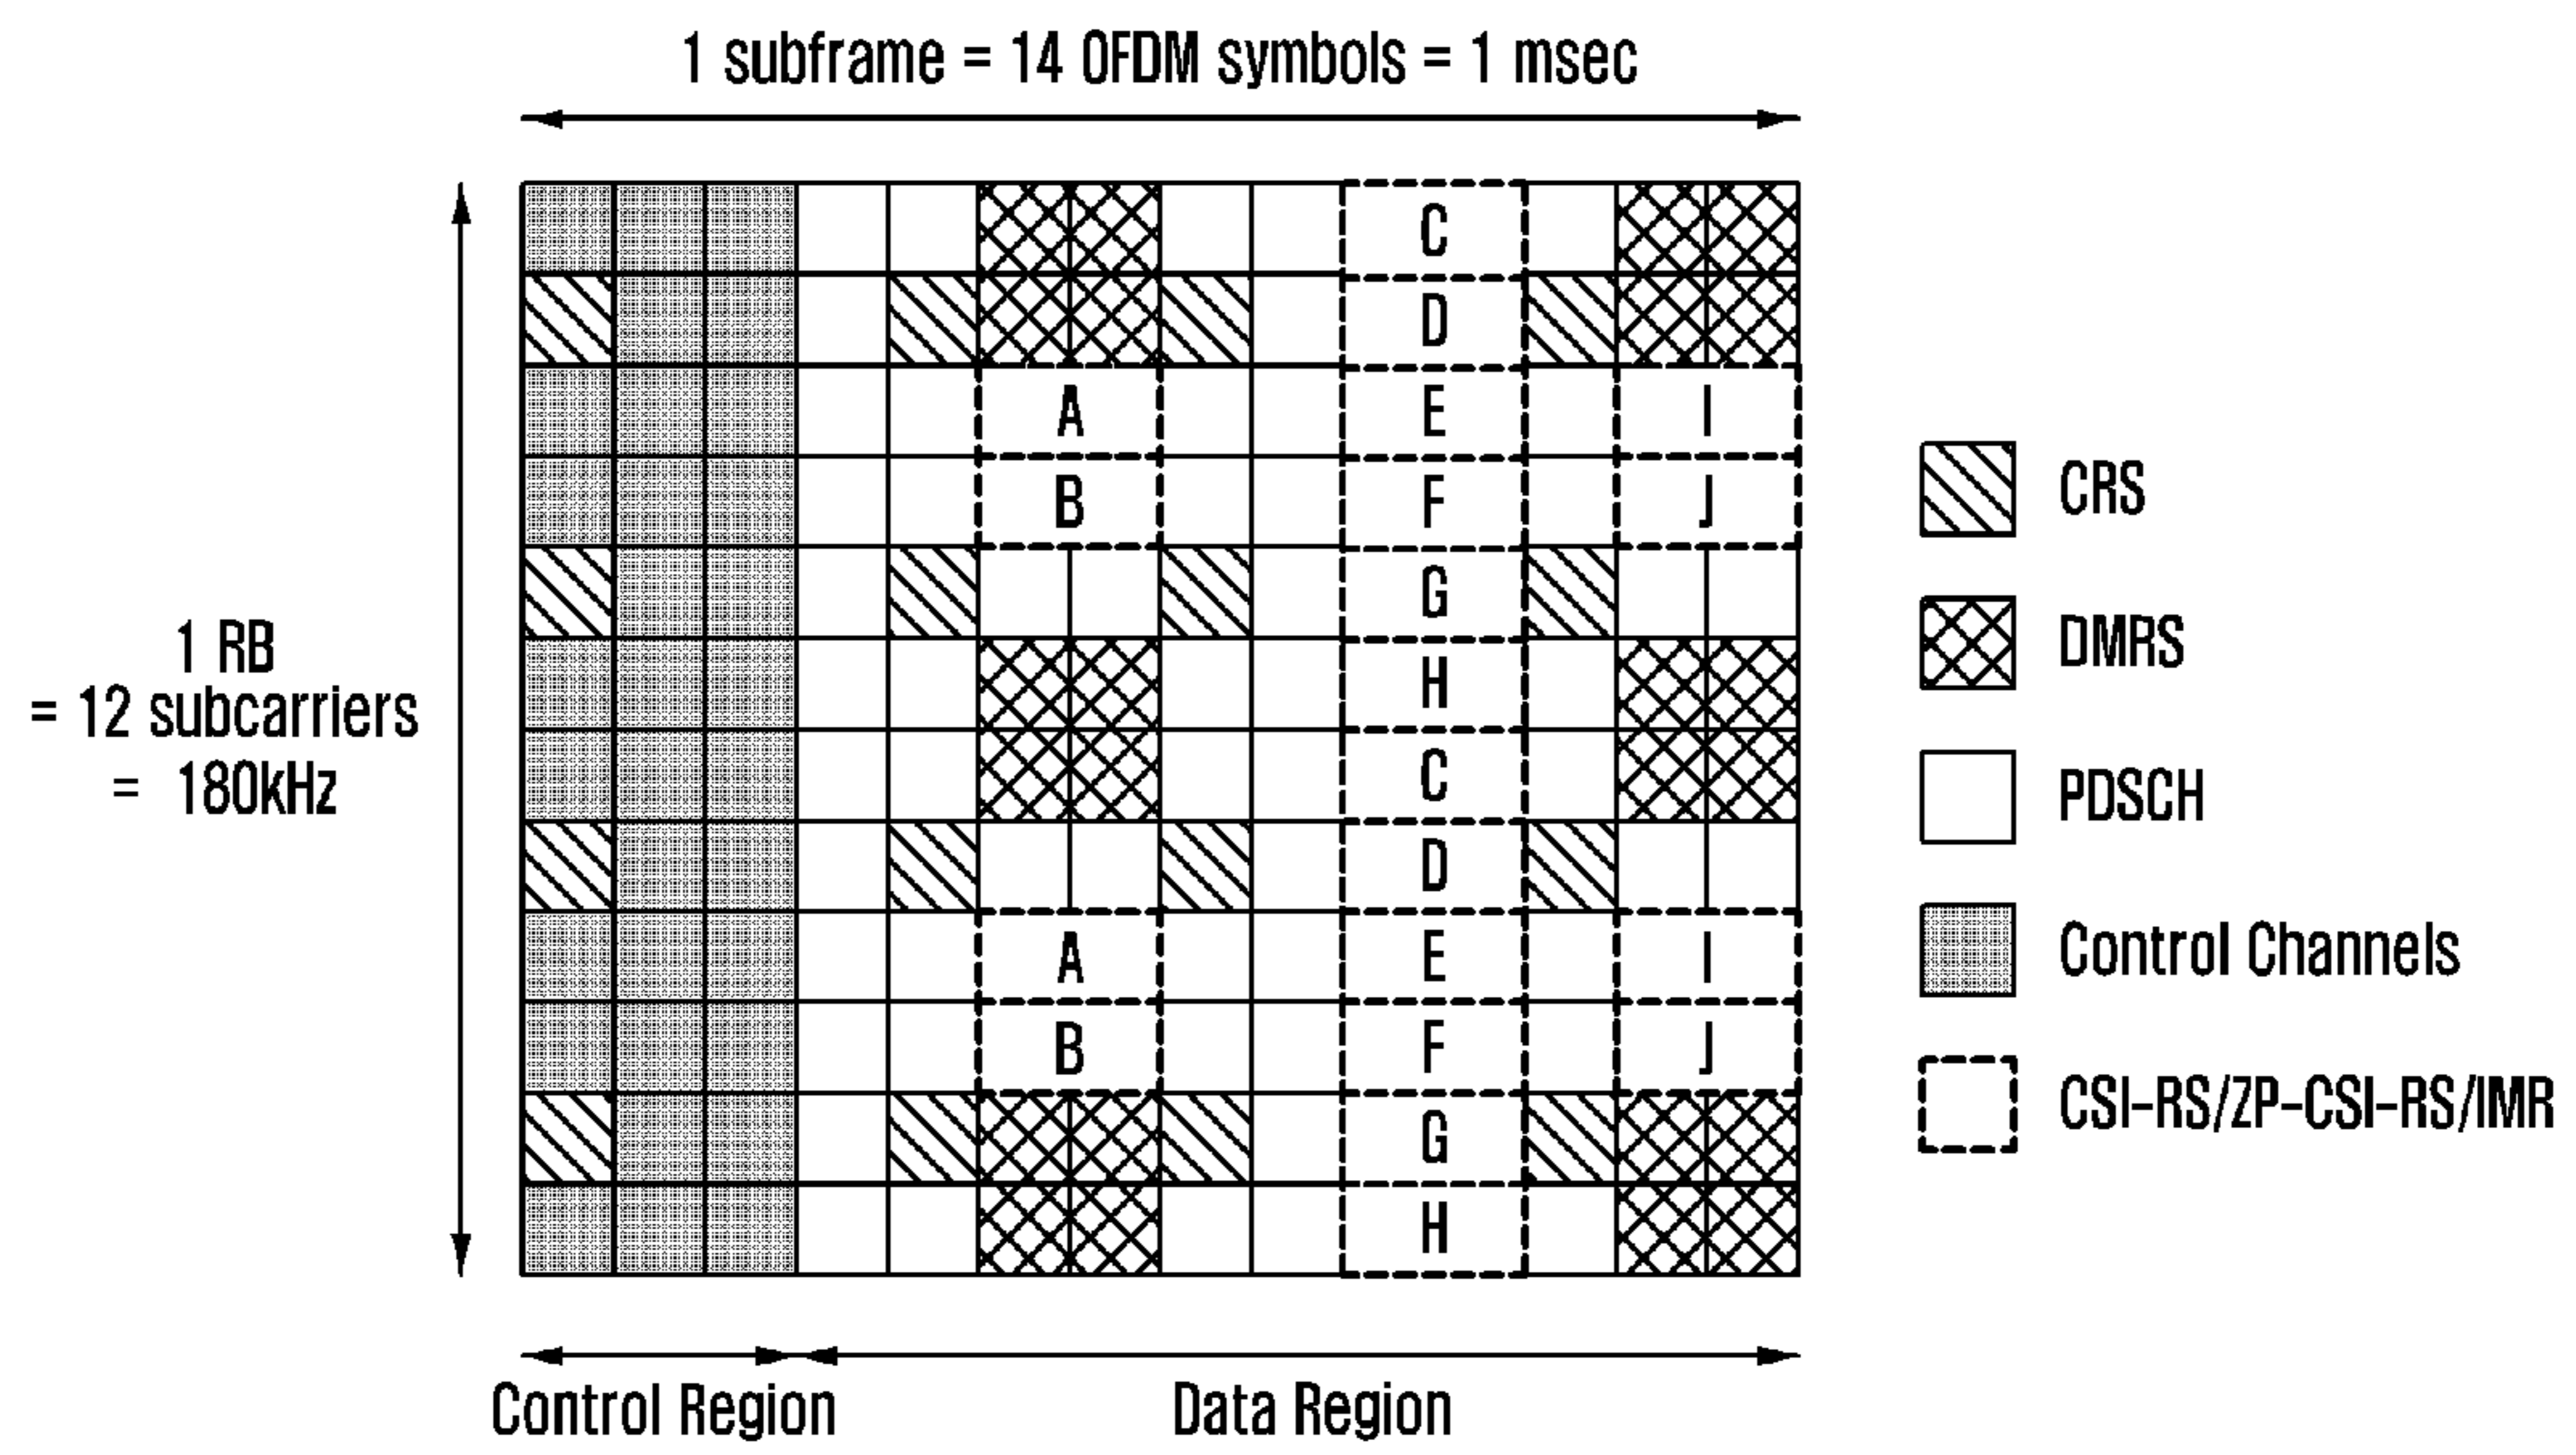 1 subframe = 14 OFDM symbols = 1 msec
C
D
A E I
B F J
G
H
C
D
A E I
B F J
G
H
1 RB
= 12 subcarriers
= 180kHz
CRS
DMRS
PDSCH
Control Channels
CSI-RS/ZP-CSI-RS/IMR
Control Region Data Region